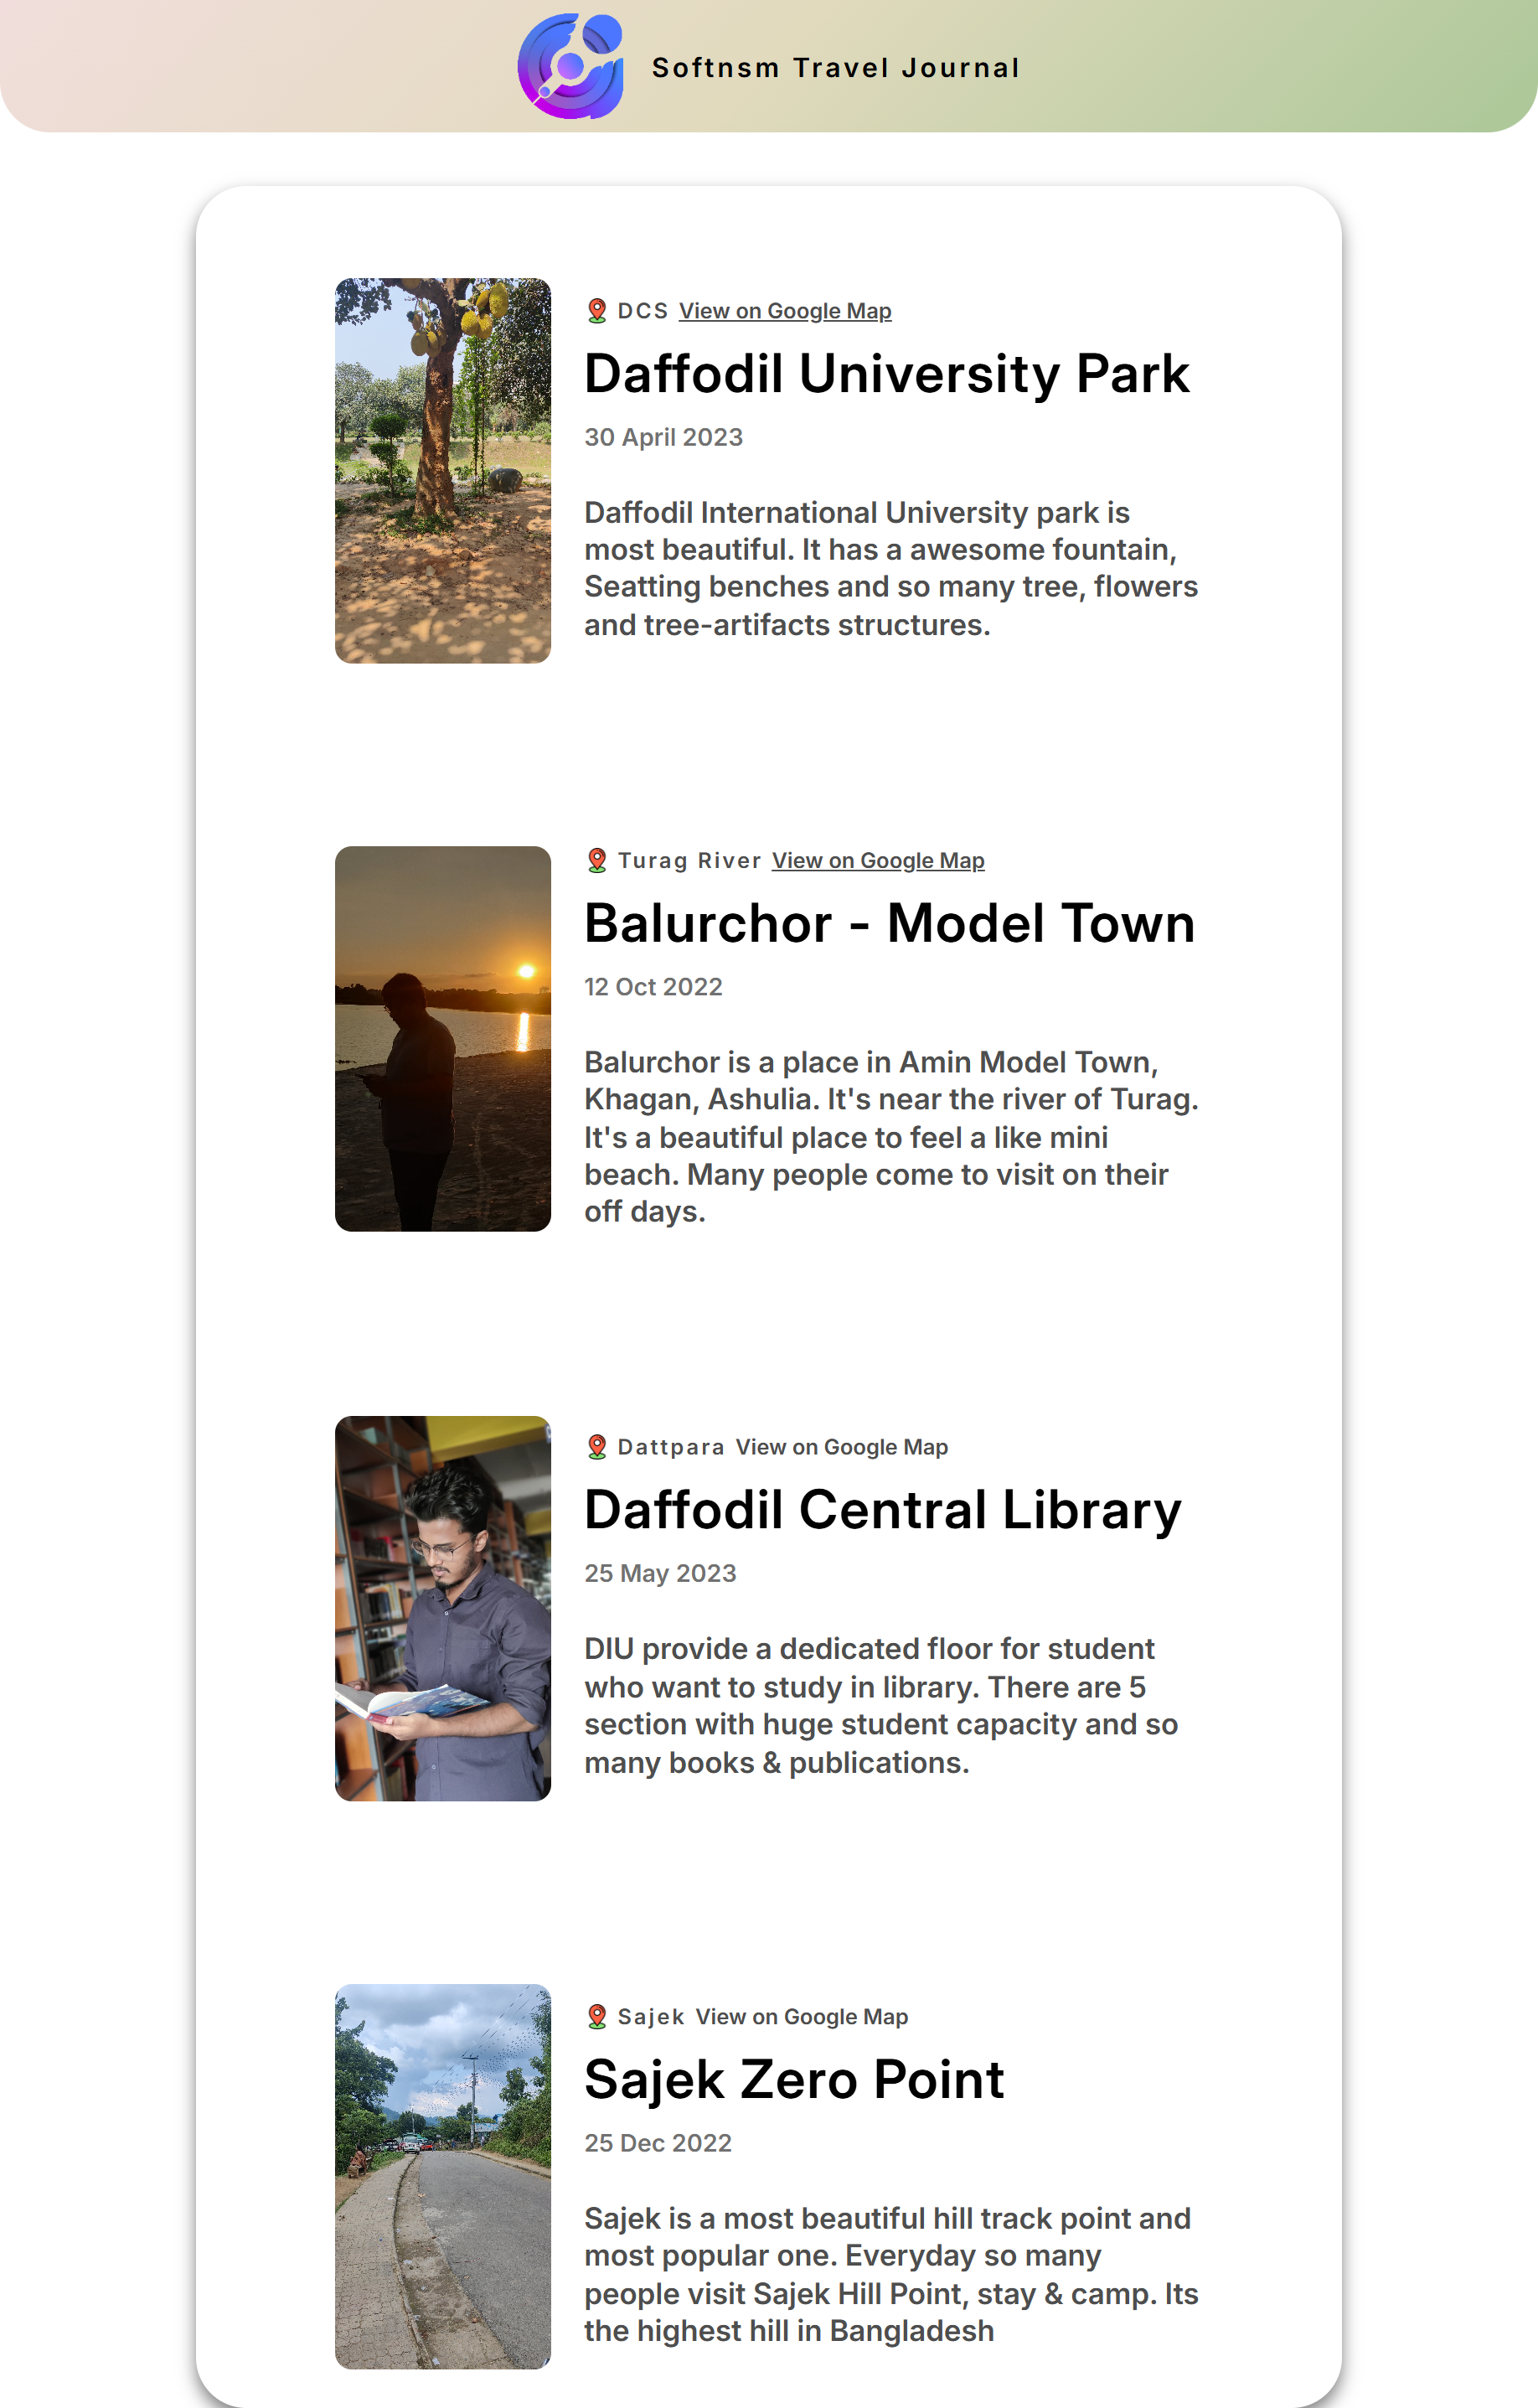 Softnsm Travel Journal
DCS View on Google Map
Daffodil University Park
30 April 2023
Daffodil International University park is
most beautiful. It has a awesome fountain,
Seatting benches and so many tree, flowers
and tree-artifacts structures.
Turag River View on Google Map
Balurchor - Model Town
12 Oct 2022
Balurchor is a place in Amin Model Town,
Khagan, Ashulia. It's near the river of Turag.
It's a beautiful place to feel a like mini
beach. Many people come to visit on their
off days.
Dattpara View on Google Map
Daffodil Central Library
25 May 2023
DIU provide a dedicated floor for student
who want to study in library. There are 5
section with huge student capacity and so
many books & publications.
Sajek View on Google Map
Sajek Zero Point
25 Dec 2022
Sajek is a most beautiful hill track point and
most popular one. Everyday so many
people visit Sajek Hill Point, stay & camp. Its
the highest hill in Bangladesh